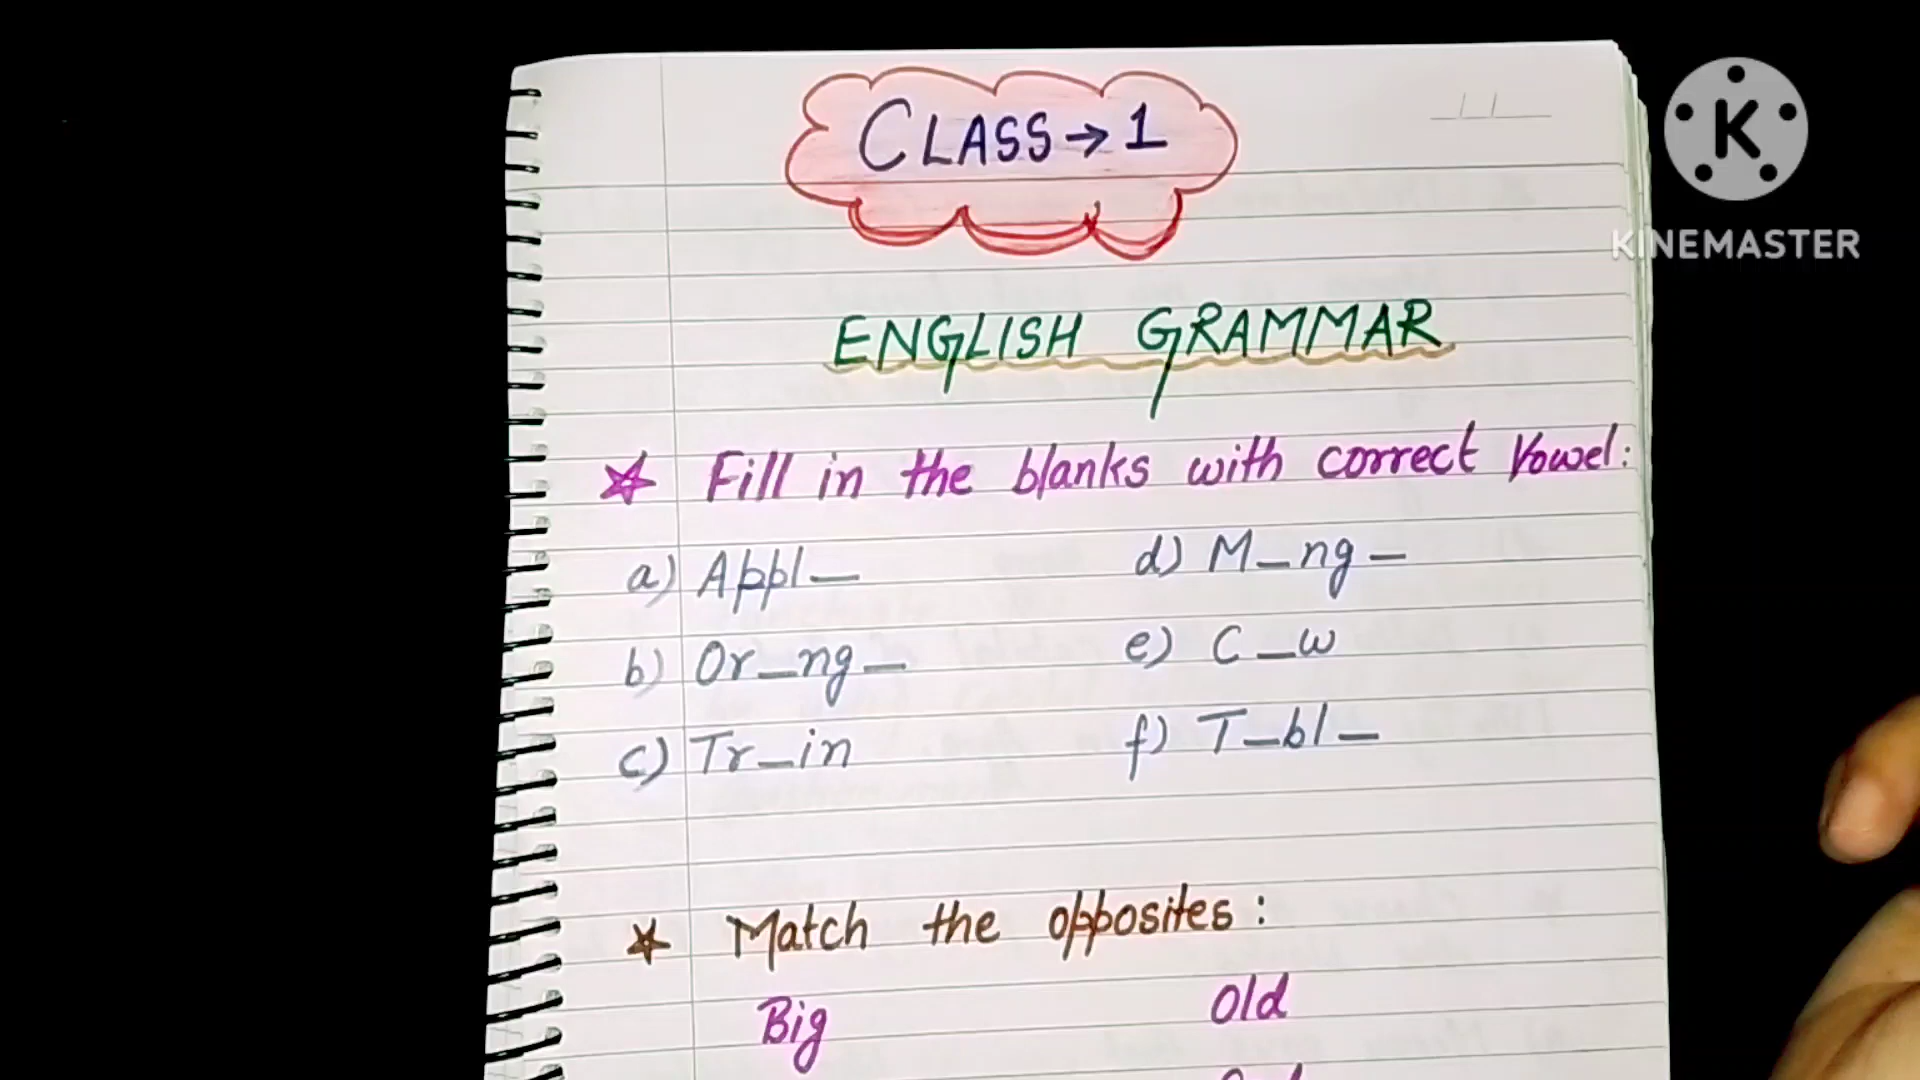 CLASS → 1
K
KINEMASTER
ENGLISH GRAMMAR
☆ Fill in the blanks with correct Vowel:
a) Appl_
d) M_ng_
b) Or_ng_
e) C_w
c) Tr_in
f) T_bl_
☆ Match the opposites:
Big
Old